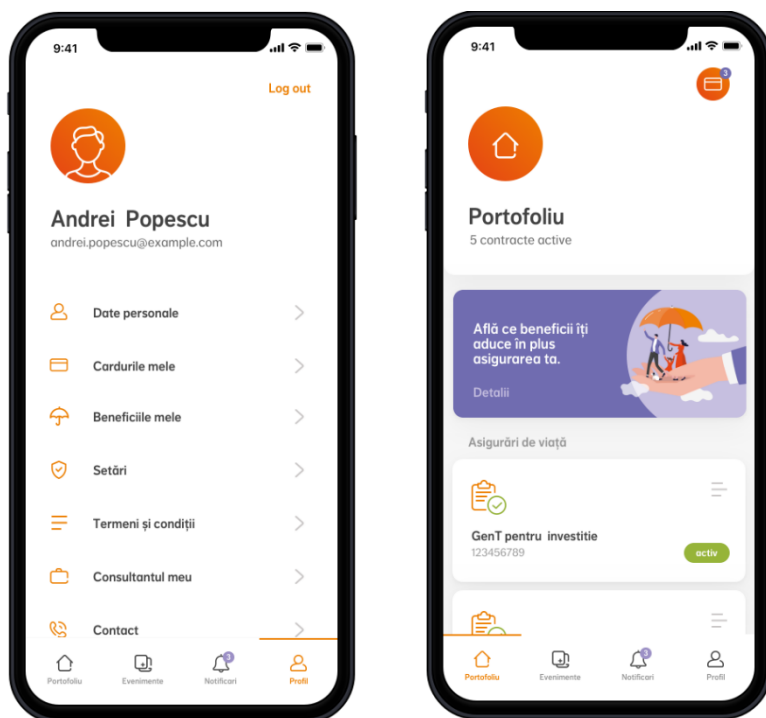 9:41
Log out
Andrei Popescu
andrei.popescu@example.com
Date personale
Cardurile mele
Beneficiile mele
Setări
Termeni și condiții
Consultantul meu
Contact
Portofoliu
Evenimente
3
Notificari
Profil
9:41
3
Portofoliu
5 contracte active
Află ce beneficii îți
aduce în plus
asigurarea ta.
Detalii
Asigurări de viață
GenT pentru investitie
123456789
activ
Portofoliu
Evenimente
3
Notificari
Profil